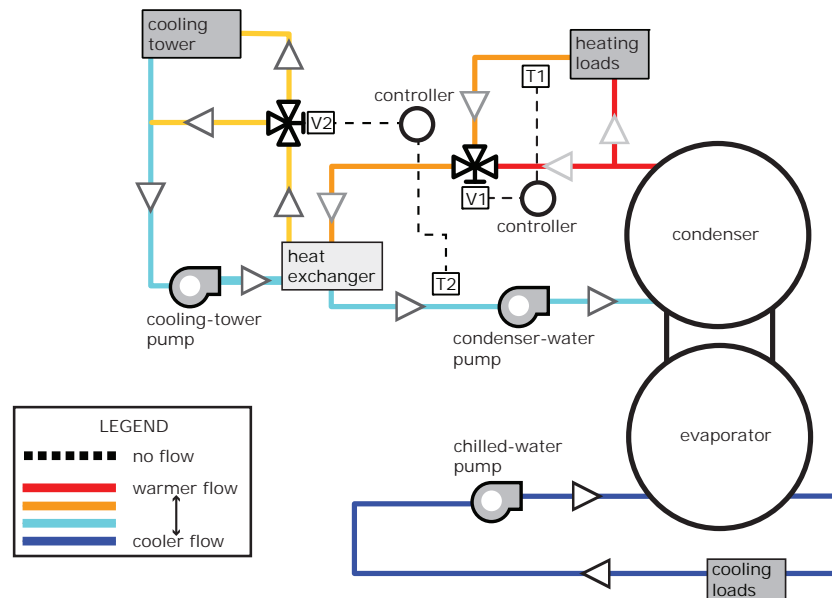 cooling
tower
heating
loads
controller
T1
V2
V1
controller
condenser
heat
exchanger
T2
cooling-tower
pump
condenser-water
pump
evaporator
LEGEND
no flow
warmer flow
cooler flow
chilled-water
pump
cooling
loads